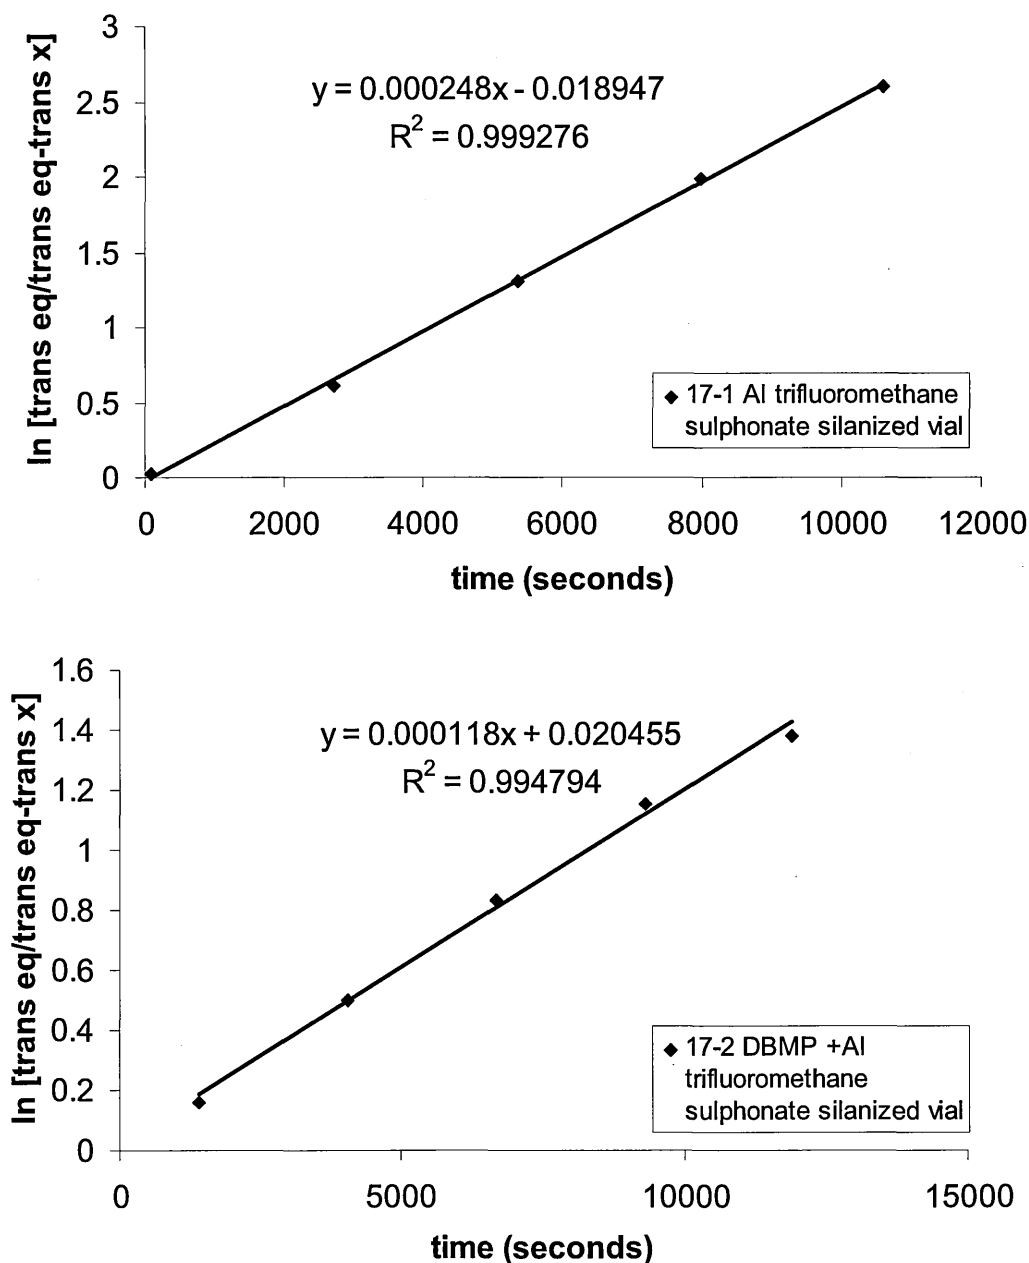 3
2.5
2
1.5
1
0.5
0
y = 0.000248x - 0.018947
R² = 0.999276
ln [trans eq/trans eq-trans x]
17-1 Al trifluoromethane
sulphonate silanized vial
0 2000 4000 6000 8000 10000 12000
time (seconds)
1.6
1.4
1.2
1
0.8
0.6
0.4
0.2
0
y = 0.000118x + 0.020455
R² = 0.994794
ln [trans eq/trans eq-trans x]
17-2 DBMP +Al
trifluoromethane
sulphonate silanized vial
0 5000 10000 15000
time (seconds)